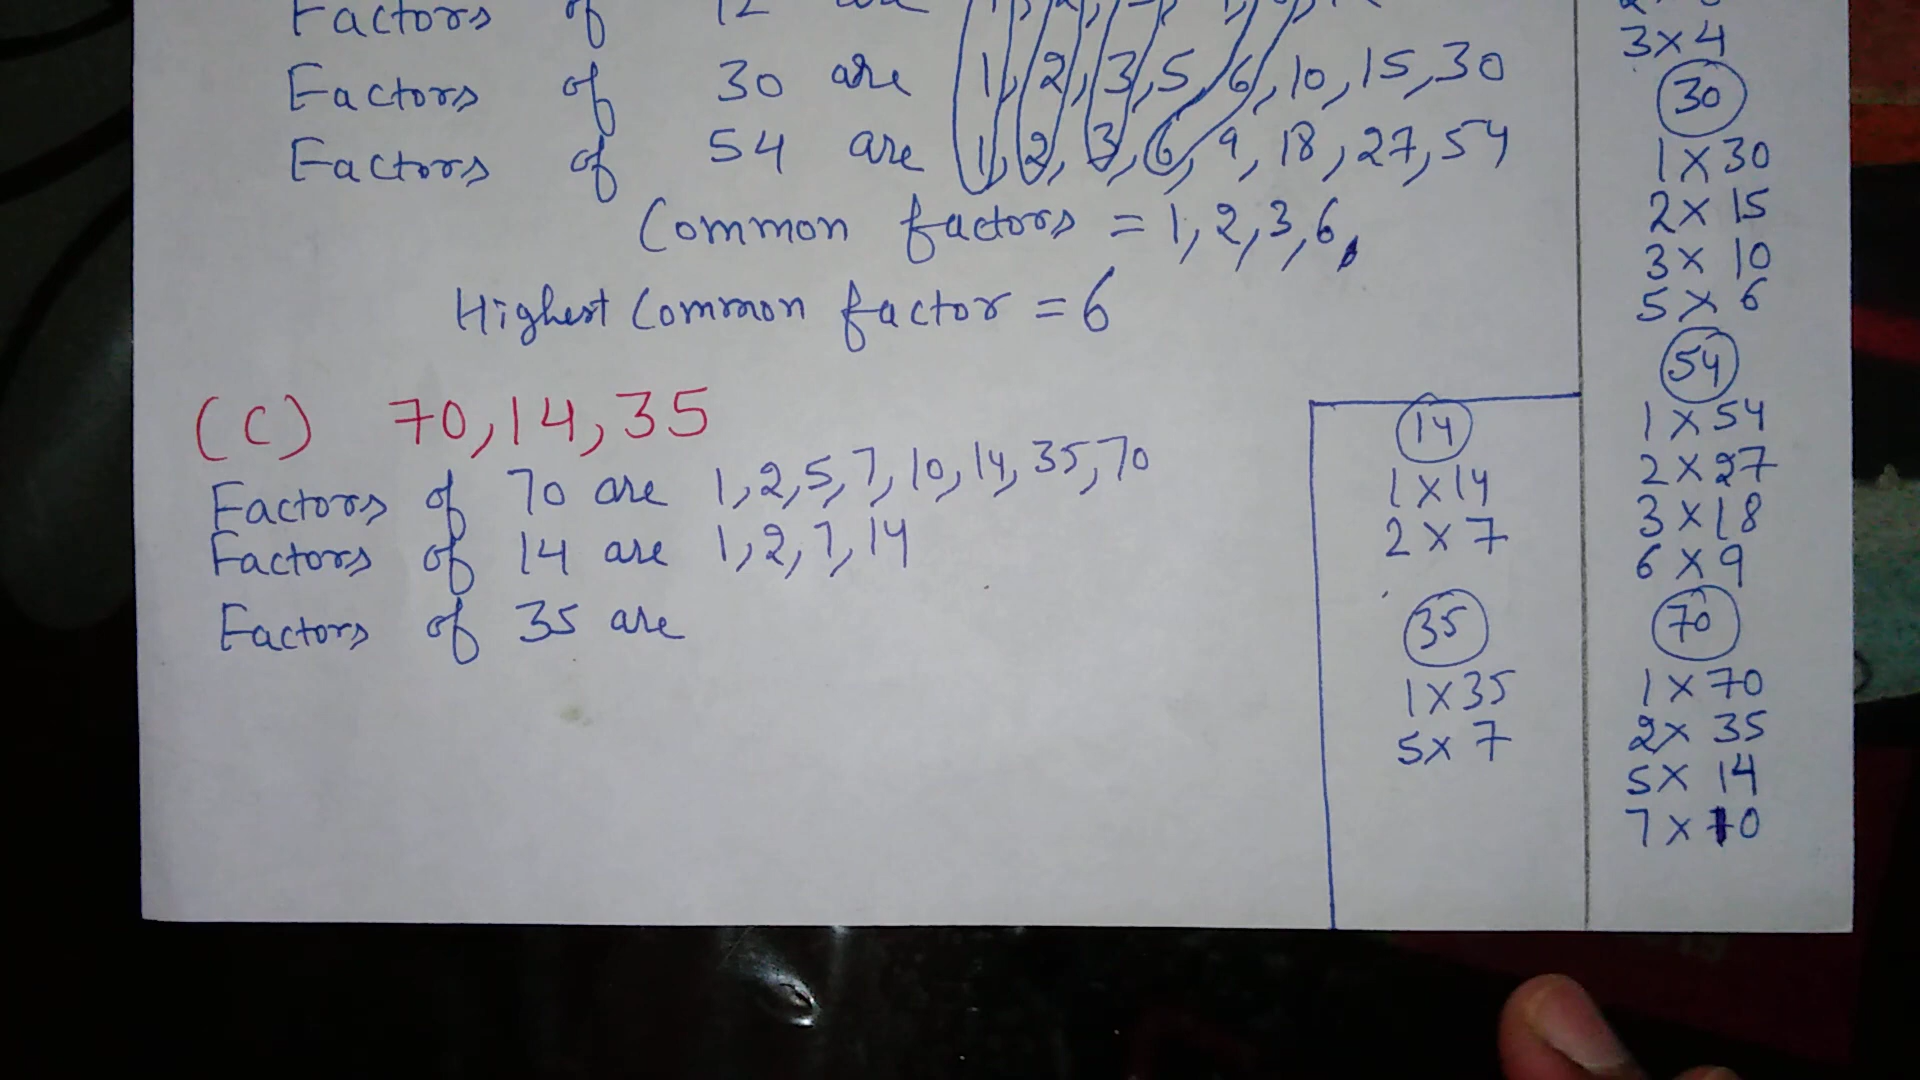 Factors of 12 are
Factors of 30 are 1, 2, 3, 5, 6, 10, 15, 30
Factors of 54 are 1, 2, 3, 6, 9, 18, 27, 54
Common factors = 1, 2, 3, 6,
Highest Common factor = 6
(C) 70, 14, 35
Factors of 70 are 1, 2, 5, 7, 10, 14, 35, 70
Factors of 14 are 1, 2, 7, 14
Factors of 35 are
14
1 x 14
2 x 7
35
1 x 35
5 x 7
3 x 4
30
1 x 30
2 x 15
3 x 10
5 x 6
54
1 x 54
2 x 27
3 x 18
6 x 9
70
1 x 70
2 x 35
5 x 14
7 x 10